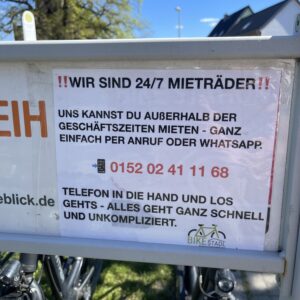 ‼WIR SIND 24/7 MIETRÄDER‼
UNS KANNST DU AUßERHALB DER
GESCHÄFTSZEITEN MIETEN - GANZ
EINFACH PER ANRUF ODER WHATSAPP.
0152 02 41 11 68
TELEFON IN DIE HAND UND LOS
GEHTS - ALLES GEHT GANZ SCHNELL
UND UNKOMPLIZIERT.
BIKE STADL
EIH
eblick.de